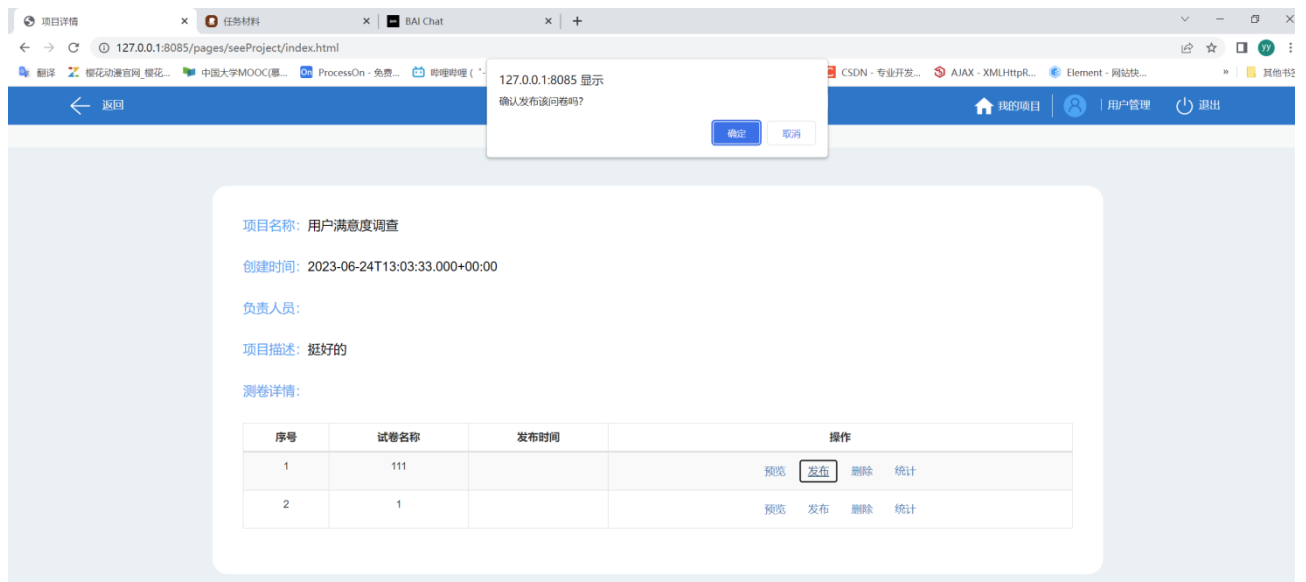 项目详情
任务材料
BAI Chat
127.0.0.1:8085/pages/seeProject/index.html
yy
翻译
樱花动漫官网_樱花...
中国大学MOOC(慕...
On ProcessOn - 免费...
哔哩哔哩 ( ゜-
CSDN - 专业开发...
AJAX - XMLHttpR...
Element - 网站快...
»
127.0.0.1:8085 显示
确认发布该问卷吗?
确定 取消
返回
我的项目 | 用户管理 退出
项目名称: 用户满意度调查
创建时间: 2023-06-24T13:03:33.000+00:00
负责人员:
项目描述: 挺好的
测卷详情:
序号 试卷名称 发布时间 操作
1 111 预览 发布 删除 统计
2 1 预览 发布 删除 统计